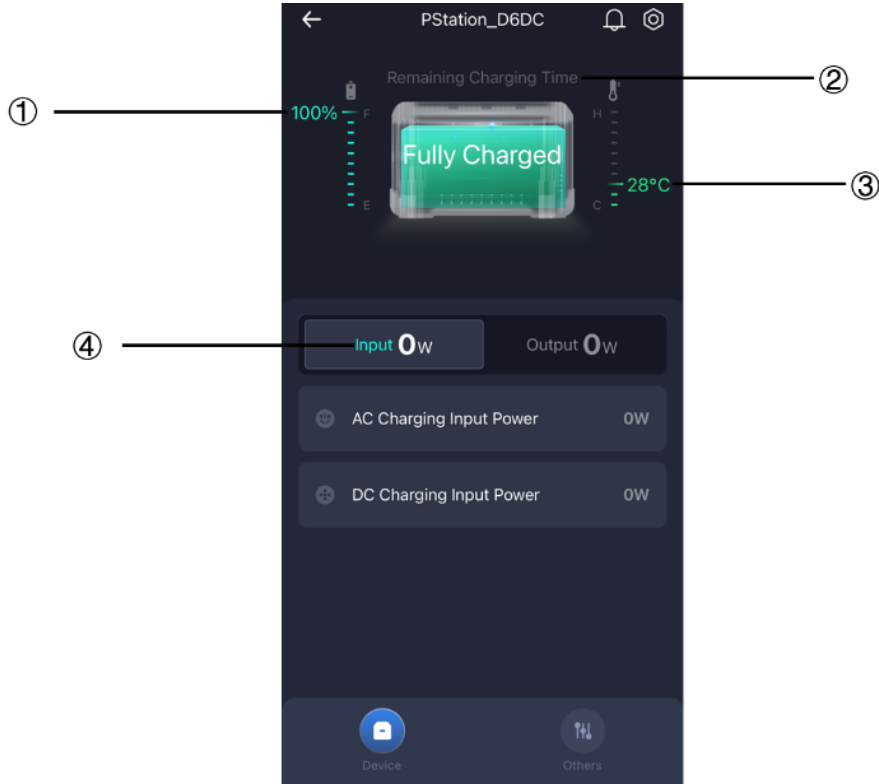 PStation_D6DC
Remaining Charging Time
②
①
100%
F
H
Fully Charged
28°C
③
E
C
④
Input 0W
Output 0W
AC Charging Input Power 0W
DC Charging Input Power 0W
Device
Others